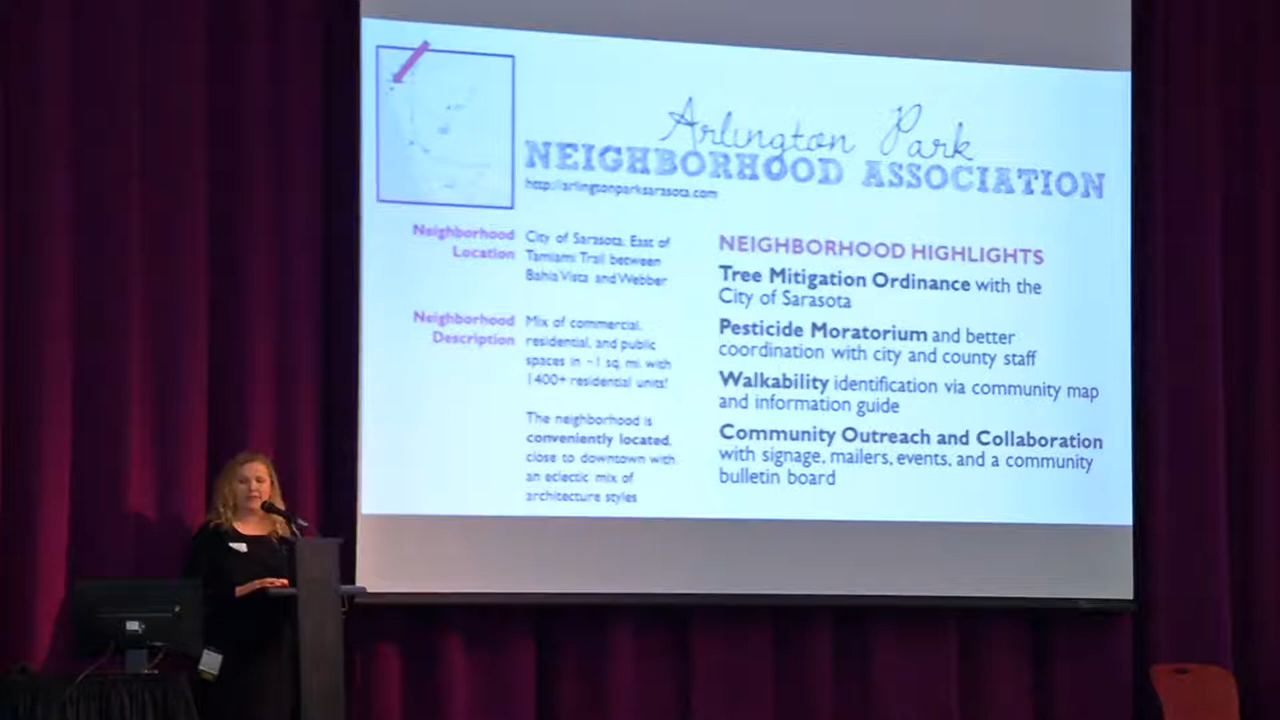 Arlington Park
NEIGHBORHOOD ASSOCIATION
http://arlingtonparksarasota.com
Neighborhood
Location
City of Sarasota. East of
Tamiami Trail between
Bahia Vista and Webber
Neighborhood
Description
Mix of commercial,
residential, and public
spaces in ~1 sq. mi. with
1400+ residential units!
The neighborhood is
conveniently located,
close to downtown with
an eclectic mix of
architecture styles
NEIGHBORHOOD HIGHLIGHTS
Tree Mitigation Ordinance with the
City of Sarasota
Pesticide Moratorium and better
coordination with city and county staff
Walkability identification via community map
and information guide
Community Outreach and Collaboration
with signage, mailers, events, and a community
bulletin board